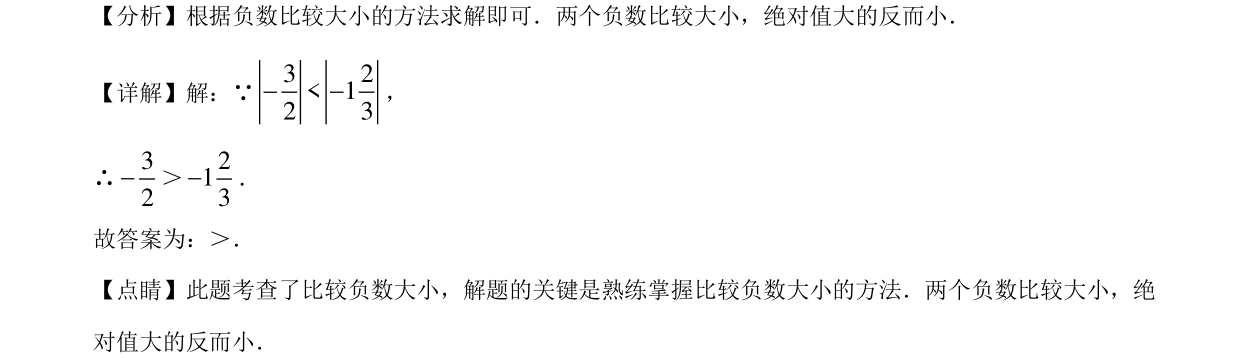 【分析】根据负数比较大小的方法求解即可．两个负数比较大小，绝对值大的反而小．
【详解】解：∵|−3/2|<|−1 2/3|，
∴−3/2＞−1 2/3．
故答案为：＞．
【点睛】此题考查了比较负数大小，解题的关键是熟练掌握比较负数大小的方法．两个负数比较大小，绝
对值大的反而小．